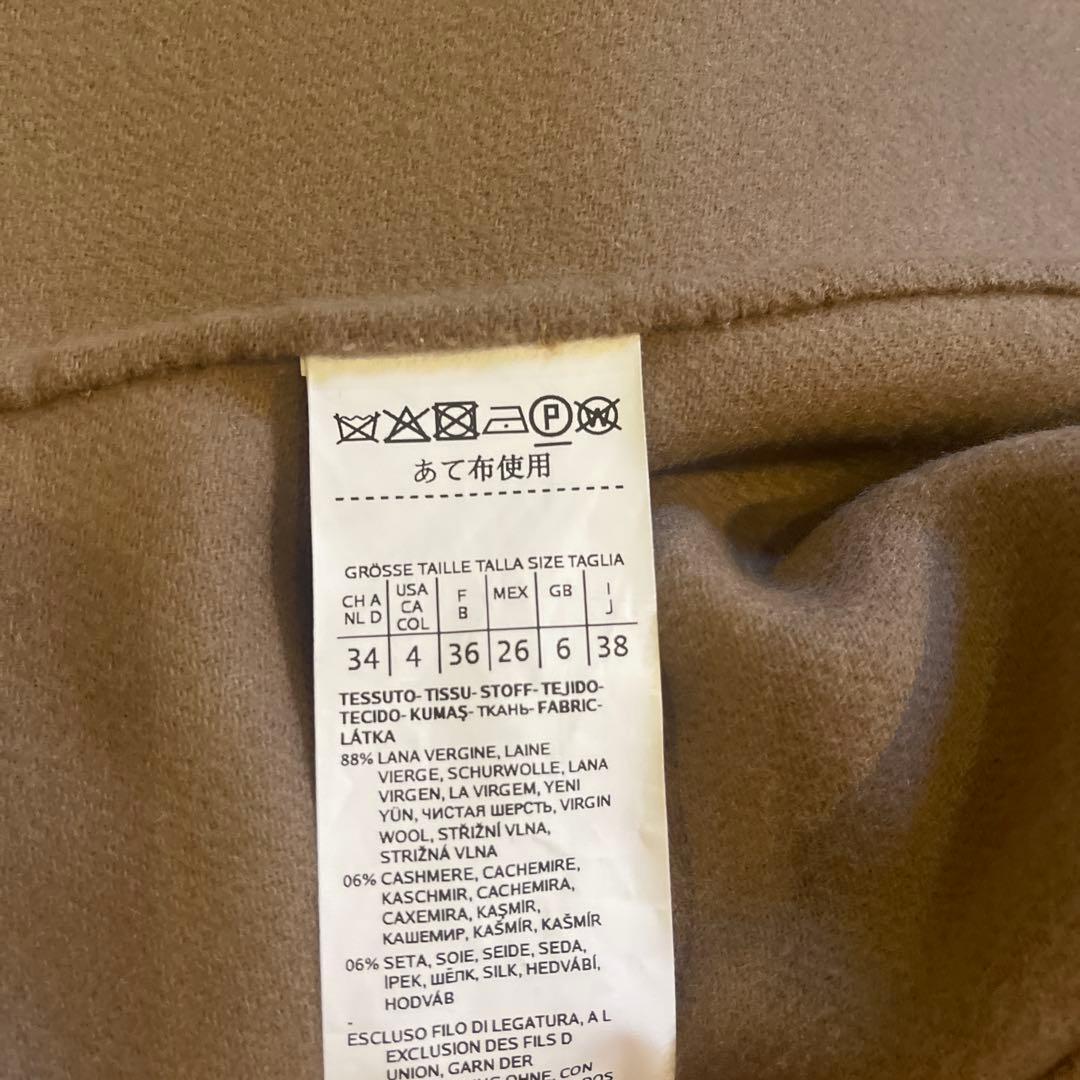 P W
あて布使用
GRÖSSE TAILLE TALLA SIZE TAGLIA
CH A NL D USA CA COL F B MEX GB I J
34 4 36 26 6 38
TESSUTO-TISSU-STOFF-TEJIDO-
TECIDO-KUMAŞ-ТКАНЬ-FABRIC-
LÁTKA
88% LANA VERGINE, LAINE
VIERGE, SCHURWOLLE, LANA
VIRGEN, LA VIRGEM, YENI
YÜN, ЧИСТАЯ ШЕРСТЬ, VIRGIN
WOOL, STŘIŽNÍ VLNA,
STRIŽNÁ VLNA
06% CASHMERE, CACHEMIRE,
KASCHMIR, CACHEMIRA,
CAXEMIRA, KAŞMIR,
КАШЕМИР, KAŠMÍR, KAŠMÍR
06% SETA, SOIE, SEIDE, SEDA,
İPEK, ШЁЛК, SILK, HEDVÁBÍ,
HODVÁB
-
ESCLUSO FILO DI LEGATURA, A L
EXCLUSION DES FILS D
UNION, GARN DER
OHNE, CON